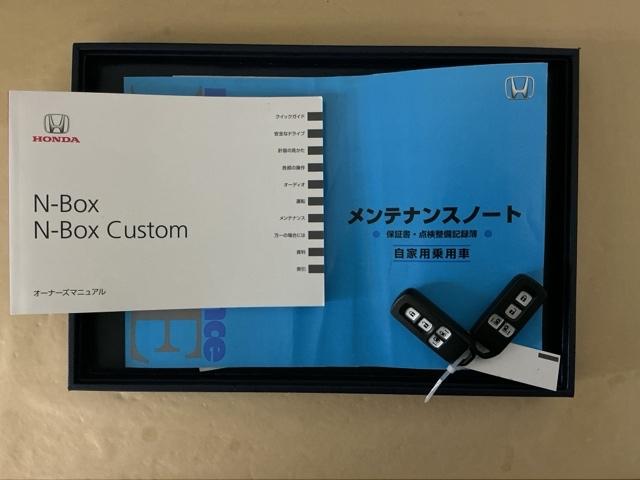 HONDA
N-Box
N-Box Custom
オーナーズマニュアル
クイックガイド
安全なドライブ
計器の見かた
各部の操作
オーディオ
運転
メンテナンス
万一の場合には
資料
索引
メンテナンスノート
保証書・点検整備記録簿
自家用乗用車
nce
E